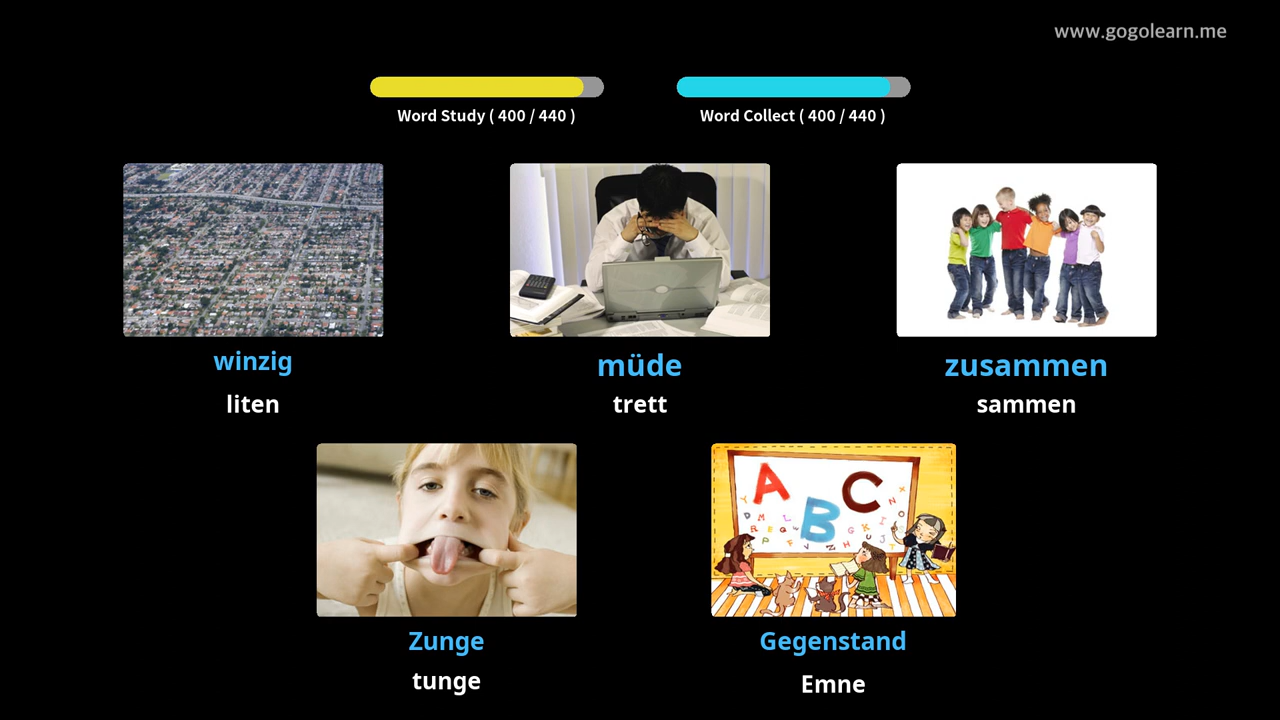 www.gogolearn.me
Word Study ( 400 / 440 )
Word Collect ( 400 / 440 )
winzig
liten
müde
trett
zusammen
sammen
A B C
Zunge
tunge
Gegenstand
Emne